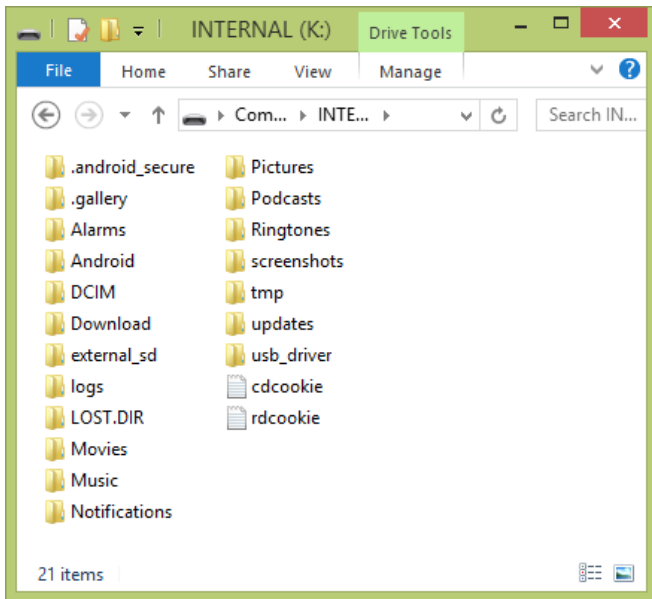 INTERNAL (K:) Drive Tools
File Home Share View Manage
Com... INTE... Search IN...
.android_secure
.gallery
Alarms
Android
DCIM
Download
external_sd
logs
LOST.DIR
Movies
Music
Notifications
Pictures
Podcasts
Ringtones
screenshots
tmp
updates
usb_driver
cdcookie
rdcookie
21 items